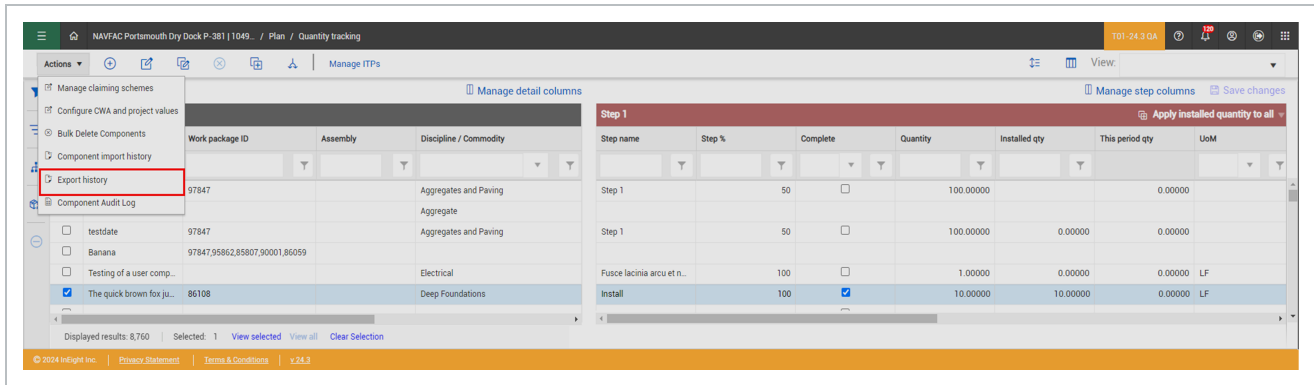 NAVFAC Portsmouth Dry Dock P-381 | 1049... / Plan / Quantity tracking T01-24.3 QA 120
Actions Manage ITPs View:
Manage claiming schemes
Configure CWA and project values
Bulk Delete Components
Component import history
Export history
Component Audit Log
Manage detail columns Manage step columns Save changes
Step 1 Apply installed quantity to all
Work package ID Assembly Discipline / Commodity Step name Step % Complete Quantity Installed qty This period qty UoM
97847 Aggregates and Paving Step 1 50 100.00000 0.00000
Aggregate
testdate 97847 Aggregates and Paving Step 1 50 100.00000 0.00000 0.00000
Banana 97847,95862,85807,90001,86059
Testing of a user comp... Electrical Fusce lacinia arcu et n... 100 1.00000 0.00000 0.00000 LF
The quick brown fox ju... 86108 Deep Foundations Install 100 10.00000 10.00000 0.00000 LF
Displayed results: 8,760 | Selected: 1 View selected View all Clear Selection
© 2024 InEight Inc | Privacy Statement | Terms & Conditions | v 24.3